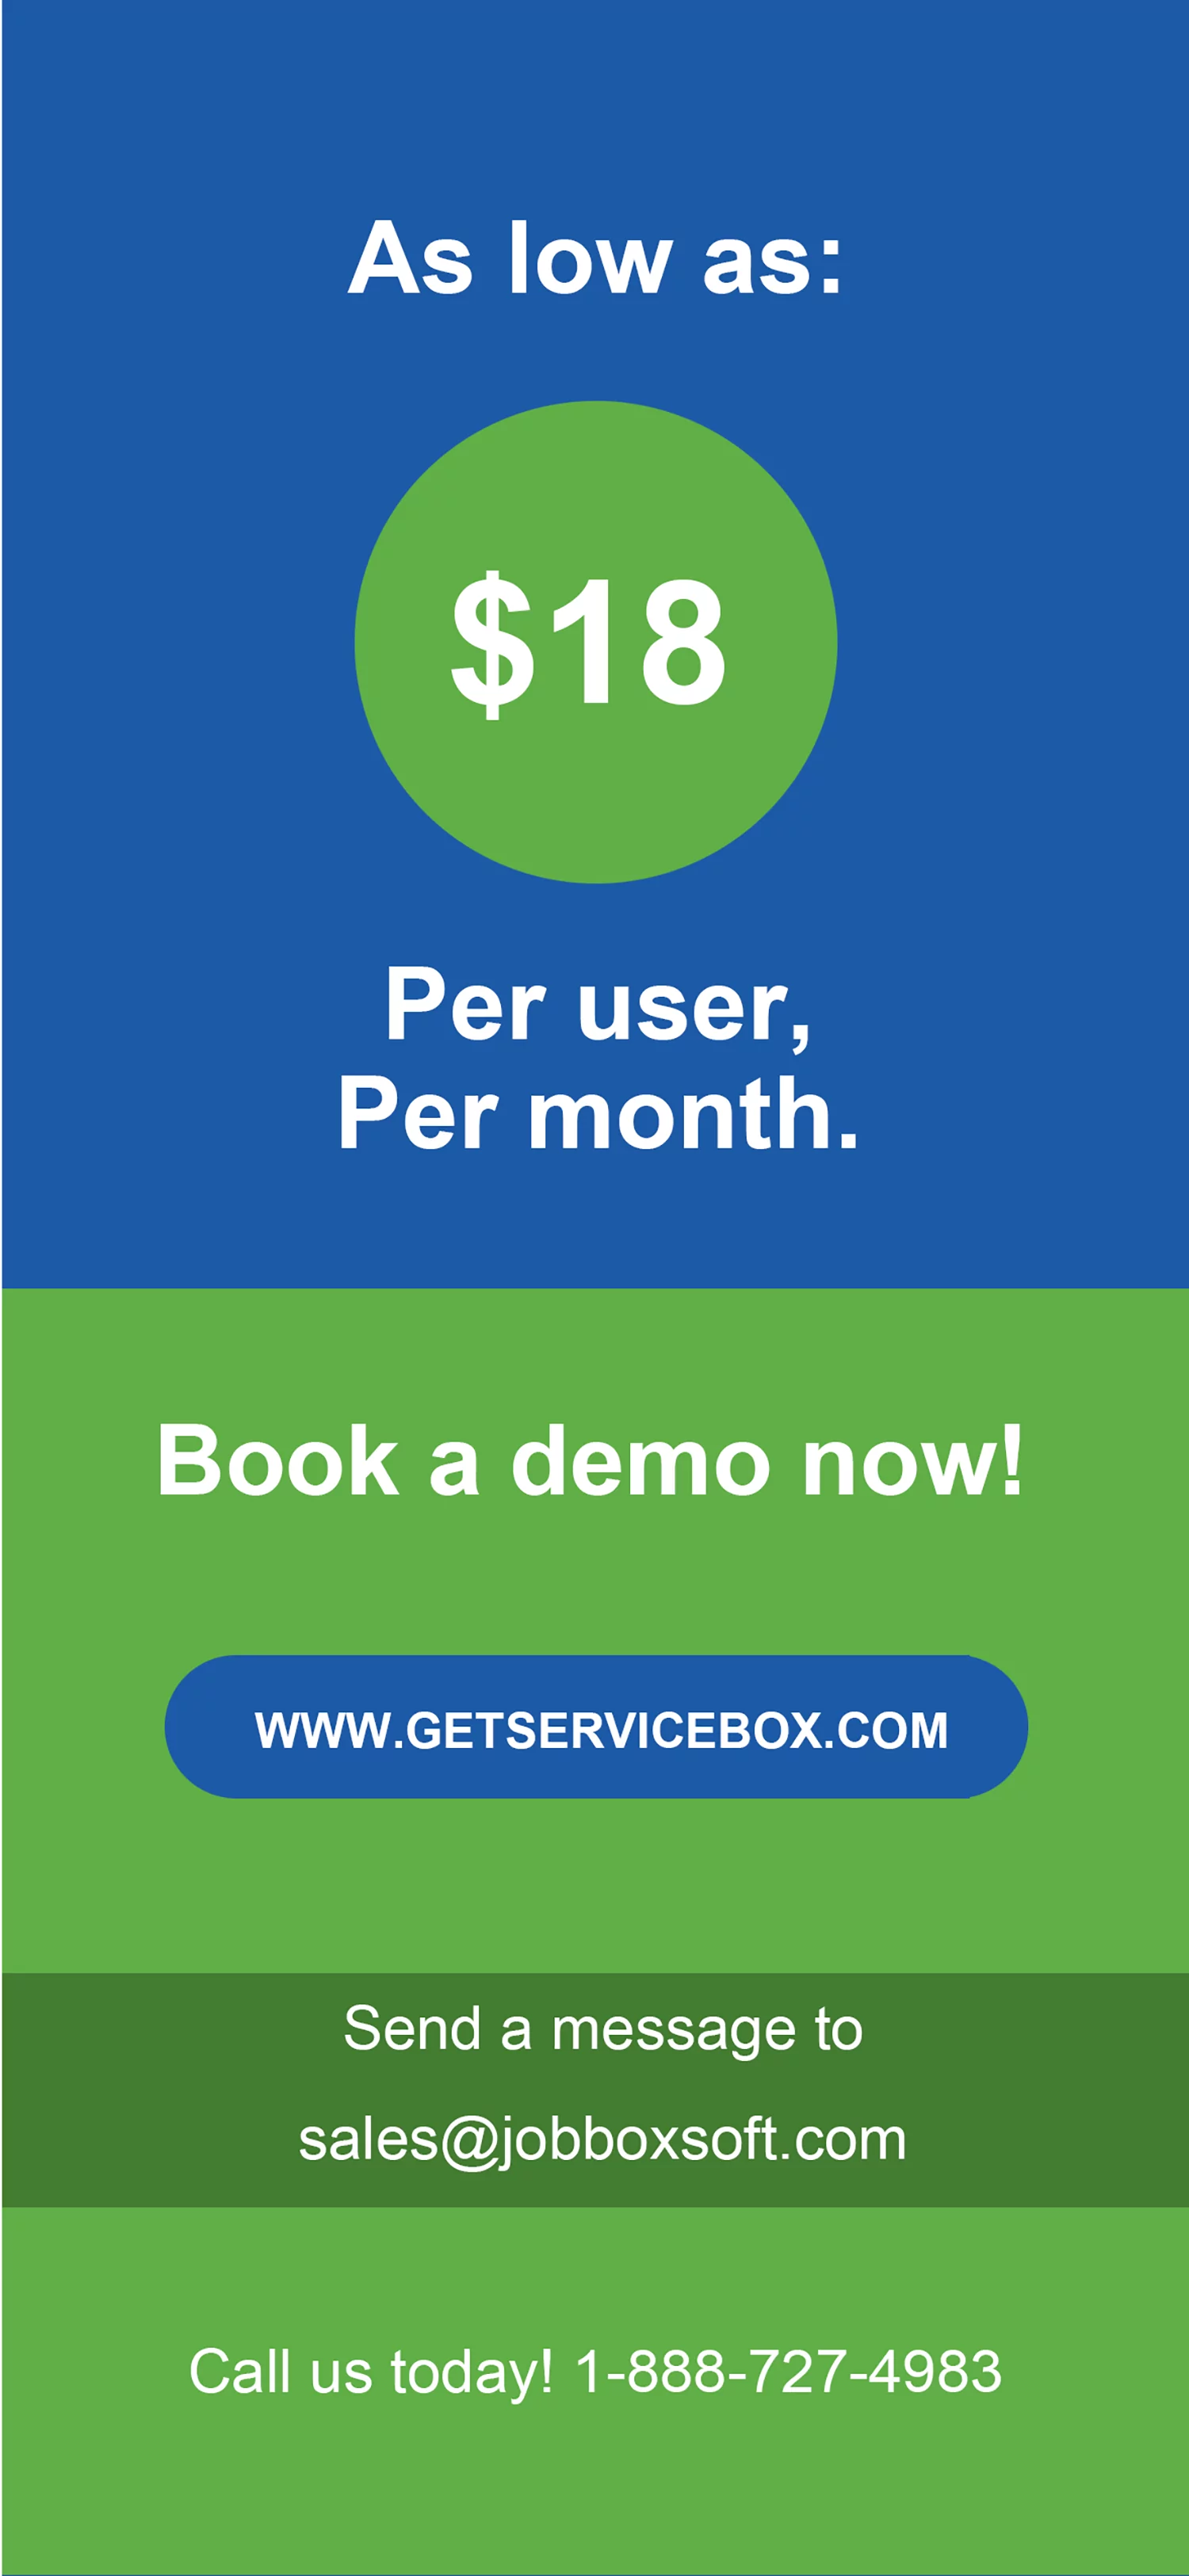 As low as:
$18
Per user,
Per month.
Book a demo now!
WWW.GETSERVICEBOX.COM
Send a message to
sales@jobboxsoft.com
Call us today! 1-888-727-4983